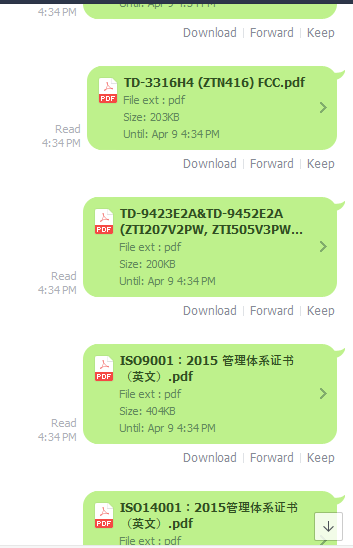 Until: Apr 9 4:34 PM
4:34 PM
Download | Forward | Keep
TD-3316H4 (ZTN416) FCC.pdf
PDF
File ext : pdf
Size: 203KB
Until: Apr 9 4:34 PM
Read
4:34 PM
Download | Forward | Keep
TD-9423E2A&TD-9452E2A
(ZTI207V2PW, ZTI505V3PW...
PDF
File ext : pdf
Size: 200KB
Until: Apr 9 4:34 PM
Read
4:34 PM
Download | Forward | Keep
ISO9001：2015 管理体系证书
（英文）.pdf
PDF
File ext : pdf
Size: 404KB
Until: Apr 9 4:34 PM
Read
4:34 PM
Download | Forward | Keep
ISO14001：2015管理体系证书
（英文）.pdf
PDF
File ext : pdf